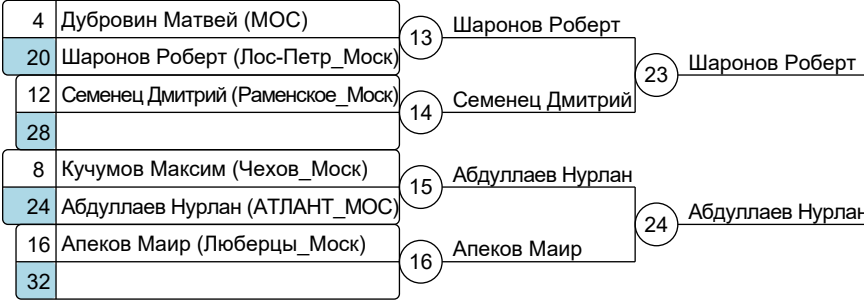 4 Дубровин Матвей (МОС)
13 Шаронов Роберт
20 Шаронов Роберт (Лос-Петр_Моск)
23 Шаронов Роберт
12 Семенец Дмитрий (Раменское_Моск)
14 Семенец Дмитрий
28
8 Кучумов Максим (Чехов_Моск)
15 Абдуллаев Нурлан
24 Абдуллаев Нурлан (АТЛАНТ_МОС)
24 Абдуллаев Нурлан
16 Апеков Маир (Люберцы_Моск)
16 Апеков Маир
32